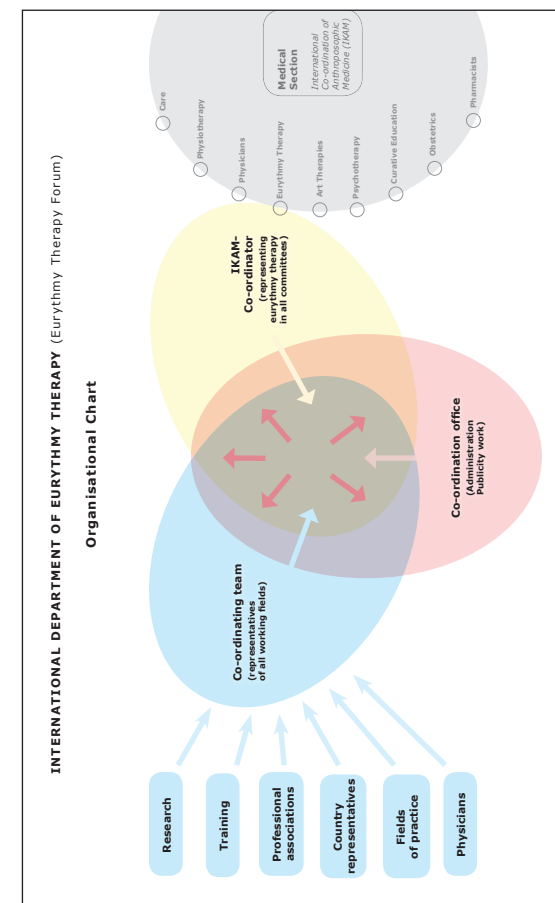 INTERNATIONAL DEPARTMENT OF EURYTHMY THERAPY (Eurythmy Therapy Forum)
Organisational Chart
Research
Training
Professional
associations
Country
representatives
Fields
of practice
Physicians
Co-ordinating team
(representatives
of all working fields)
IKAM-
Co-ordinator
(representing
eurythmy therapy
in all committees)
Co-ordination office
(Administration
Publicity work)
Care
Physiotherapy
Physicians
Eurythmy Therapy
Art Therapies
Psychotherapy
Curative Education
Obstetrics
Pharmacists
Medical
Section
International
Co-ordination of
Anthroposophic
Medicine (IKAM)